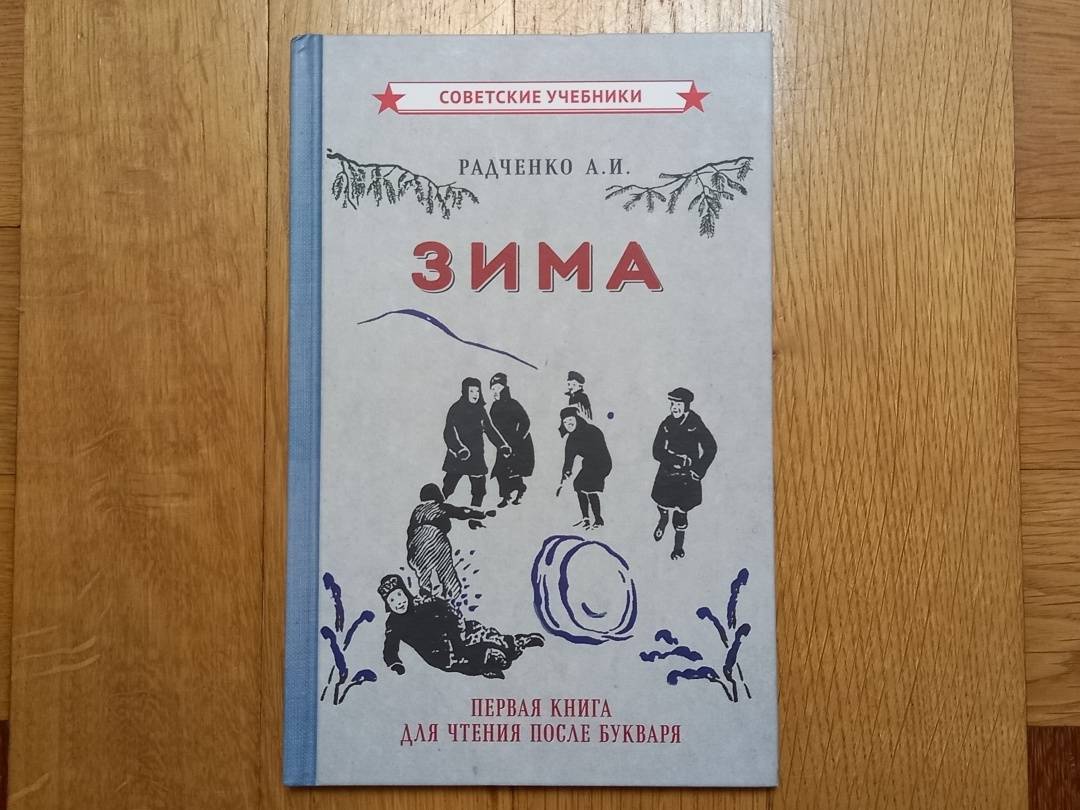 СОВЕТСКИЕ УЧЕБНИКИ
РАДЧЕНКО А.И.
ЗИМА
ПЕРВАЯ КНИГА
ДЛЯ ЧТЕНИЯ ПОСЛЕ БУКВАРЯ